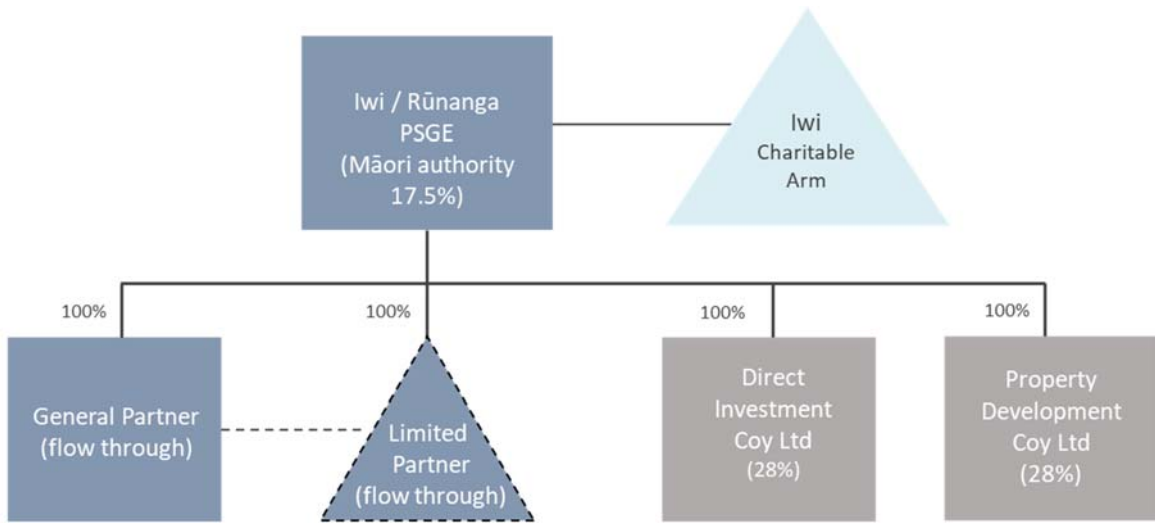 Iwi / Rūnanga
PSGE
(Māori authority
17.5%)
Iwi
Charitable
Arm
100%
100%
100%
100%
General Partner
(flow through)
Limited
Partner
(flow through)
Direct
Investment
Coy Ltd
(28%)
Property
Development
Coy Ltd
(28%)